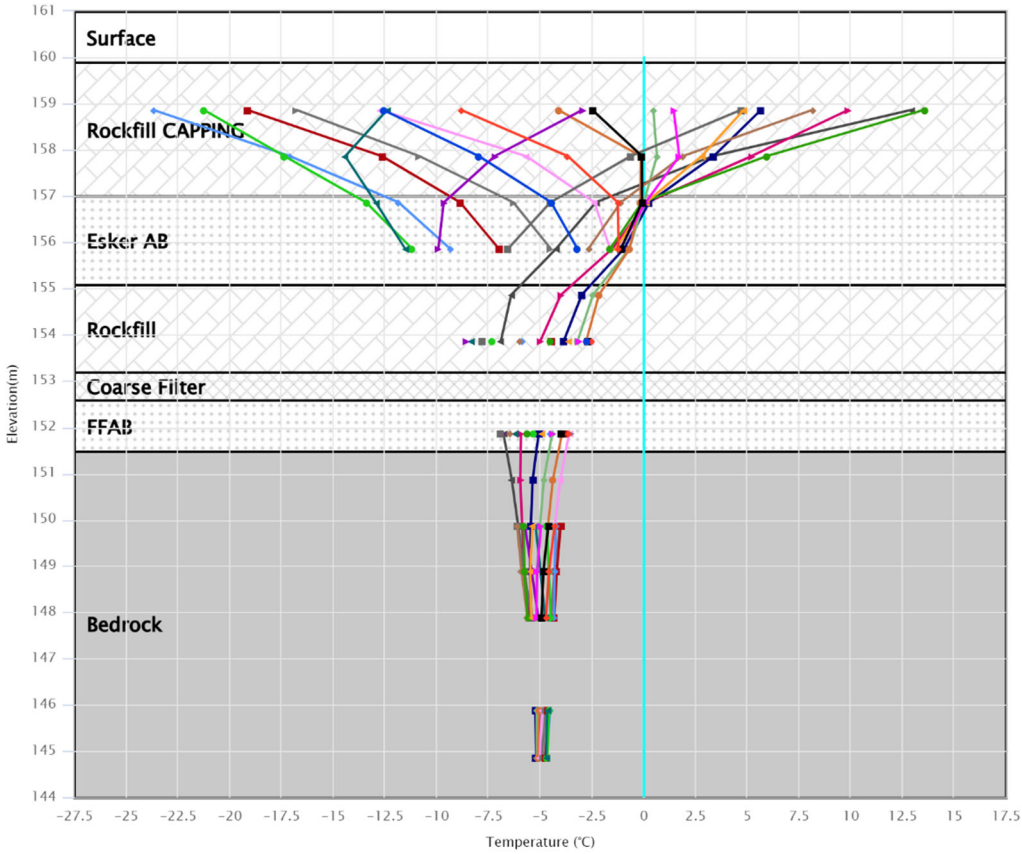 161
Surface
160
159
Rockfill CAPPING
158
157
Esker AB
156
155
Rockfill
154
153
Coarse Filter
152
FFAB
151
150
149
148
Bedrock
147
146
145
144
Elevation(m)
-27.5 -25 -22.5 -20 -17.5 -15 -12.5 -10 -7.5 -5 -2.5 0 2.5 5 7.5 10 12.5 15 17.5
Temperature (°C)